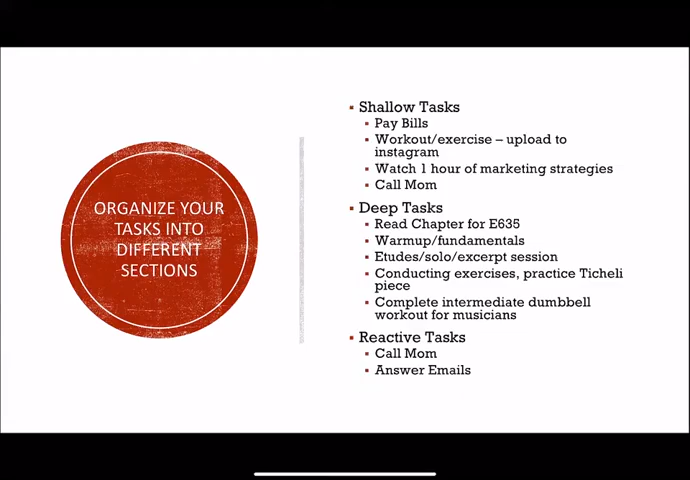 ORGANIZE YOUR
TASKS INTO
DIFFERENT
SECTIONS
Shallow Tasks
Pay Bills
Workout/exercise – upload to
instagram
Watch 1 hour of marketing strategies
Call Mom
Deep Tasks
Read Chapter for E635
Warmup/fundamentals
Etudes/solo/excerpt session
Conducting exercises, practice Ticheli
piece
Complete intermediate dumbbell
workout for musicians
Reactive Tasks
Call Mom
Answer Emails